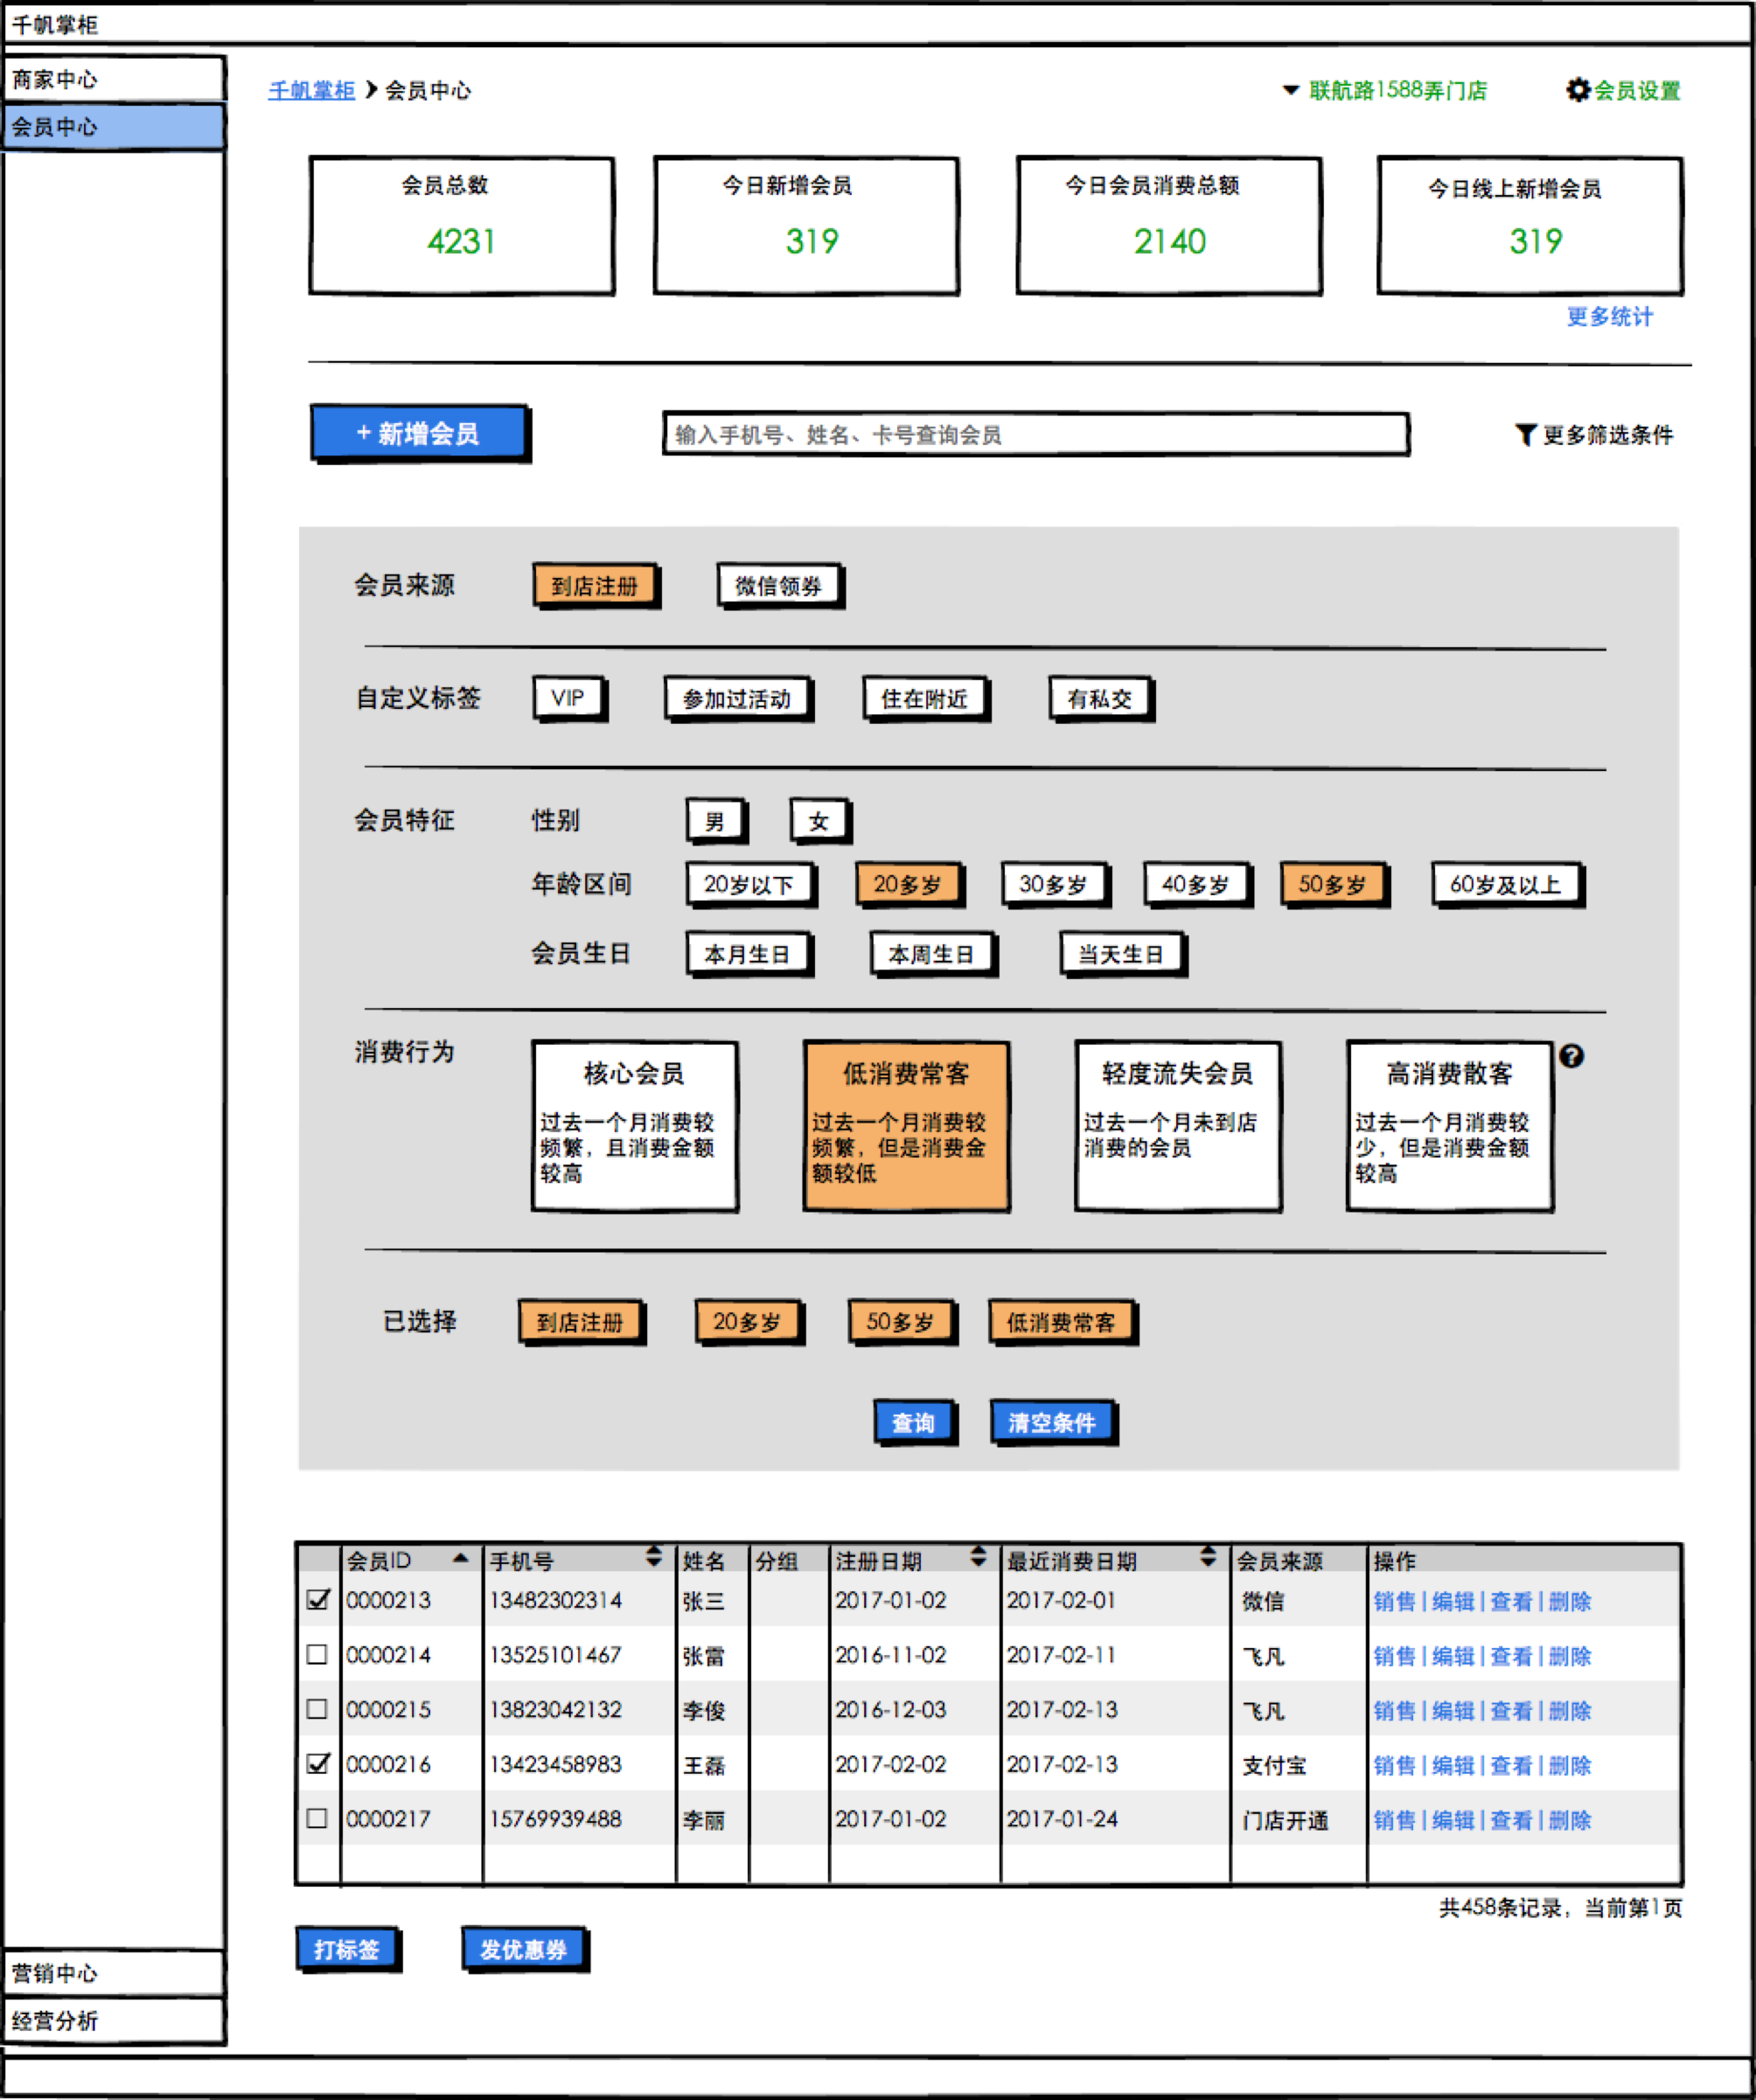 千帆掌柜
商家中心
会员中心
千帆掌柜 会员中心
联航路1588弄门店
会员设置
会员总数
4231
今日新增会员
319
今日会员消费总额
2140
今日线上新增会员
319
更多统计
+ 新增会员
输入手机号、姓名、卡号查询会员
更多筛选条件
会员来源 到店注册 微信领券
自定义标签 VIP 参加过活动 住在附近 有私交
会员特征 性别 男 女
年龄区间 20岁以下 20多岁 30多岁 40多岁 50多岁 60岁及以上
会员生日 本月生日 本周生日 当天生日
消费行为
核心会员
过去一个月消费较
频繁，且消费金额
较高
低消费常客
过去一个月消费较
频繁，但是消费金
额较低
轻度流失会员
过去一个月未到店
消费的会员
高消费散客
过去一个月消费较
少，但是消费金额
较高
已选择 到店注册 20多岁 50多岁 低消费常客
查询 清空条件
会员ID 手机号 姓名 分组 注册日期 最近消费日期 会员来源 操作
0000213 13482302314 张三 2017-01-02 2017-02-01 微信 销售|编辑|查看|删除
0000214 13525101467 张雷 2016-11-02 2017-02-11 飞凡 销售|编辑|查看|删除
0000215 13823042132 李俊 2016-12-03 2017-02-13 飞凡 销售|编辑|查看|删除
0000216 13423458983 王磊 2017-02-02 2017-02-13 支付宝 销售|编辑|查看|删除
0000217 15769939488 李丽 2017-01-02 2017-01-24 门店开通 销售|编辑|查看|删除
共458条记录，当前第1页
打标签 发优惠券
营销中心
经营分析